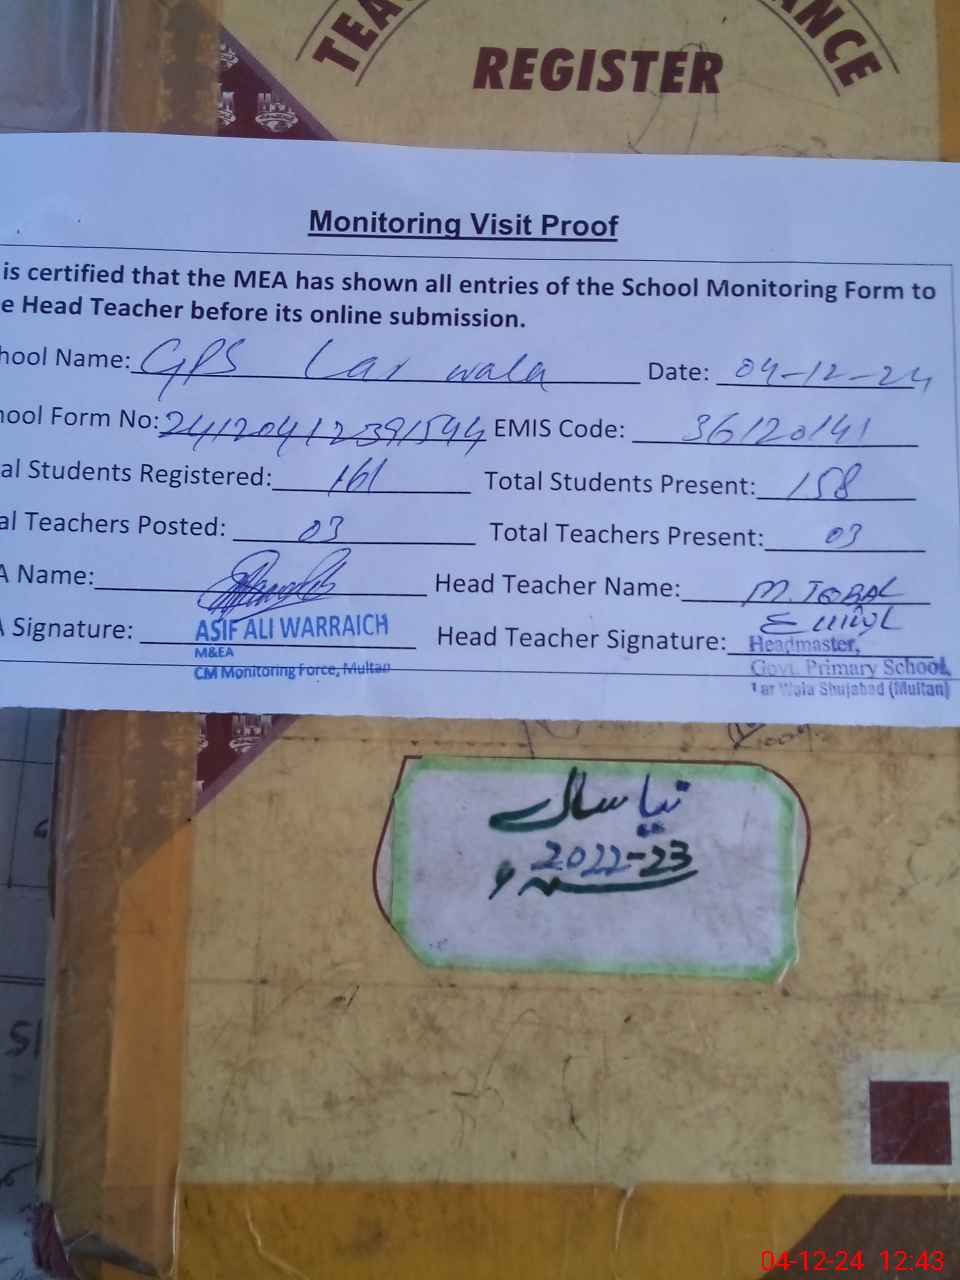 REGISTER
Monitoring Visit Proof
is certified that the MEA has shown all entries of the School Monitoring Form to
e Head Teacher before its online submission.
hool Name: GPS Lar wala Date: 04-12-24
hool Form No: EMIS Code: 36120141
al Students Registered: 161 Total Students Present: 158
al Teachers Posted: 03 Total Teachers Present: 03
A Name: Head Teacher Name: M. IQBAL
Signature: Head Teacher Signature:
ASIF ALI WARRAICH
M&EA
CM Monitoring Force, Multan
Headmaster,
Govt. Primary School,
Lar Wala Shujabad (Multan)
نیا سال
2022-23
04-12-24 12:43